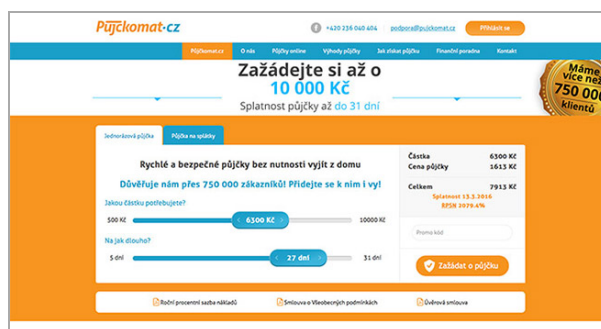 Půjčkomat·cz
+420 236 040 404
podpora@pujckomat.cz
Přihlásit se
Půjčkomat.cz
O nás
Půjčky online
Výhody půjčky
Jak získat půjčku
Finanční poradna
Kontakt
Zažádejte si až o
10 000 Kč
Splatnost půjčky až do 31 dní
Máme
více než
750 000
klientů
Jednorázová půjčka
Půjčka na splátky
Rychlé a bezpečné půjčky bez nutnosti vyjít z domu
Důvěřuje nám přes 750 000 zákazníků! Přidejte se k nim i vy!
Jakou částku potřebujete?
500 Kč
6300 Kč
10000 Kč
Na jak dlouho?
5 dní
27 dní
31 dní
Částka 6300 Kč
Cena půjčky 1613 Kč
Celkem 7913 Kč
Splatnost 13.3.2016
RPSN 2079.4%
Promo kód
Zažádat o půjčku
Roční procentní sazba nákladů
Smlouva o Všeobecných podmínkách
Úvěrová smlouva